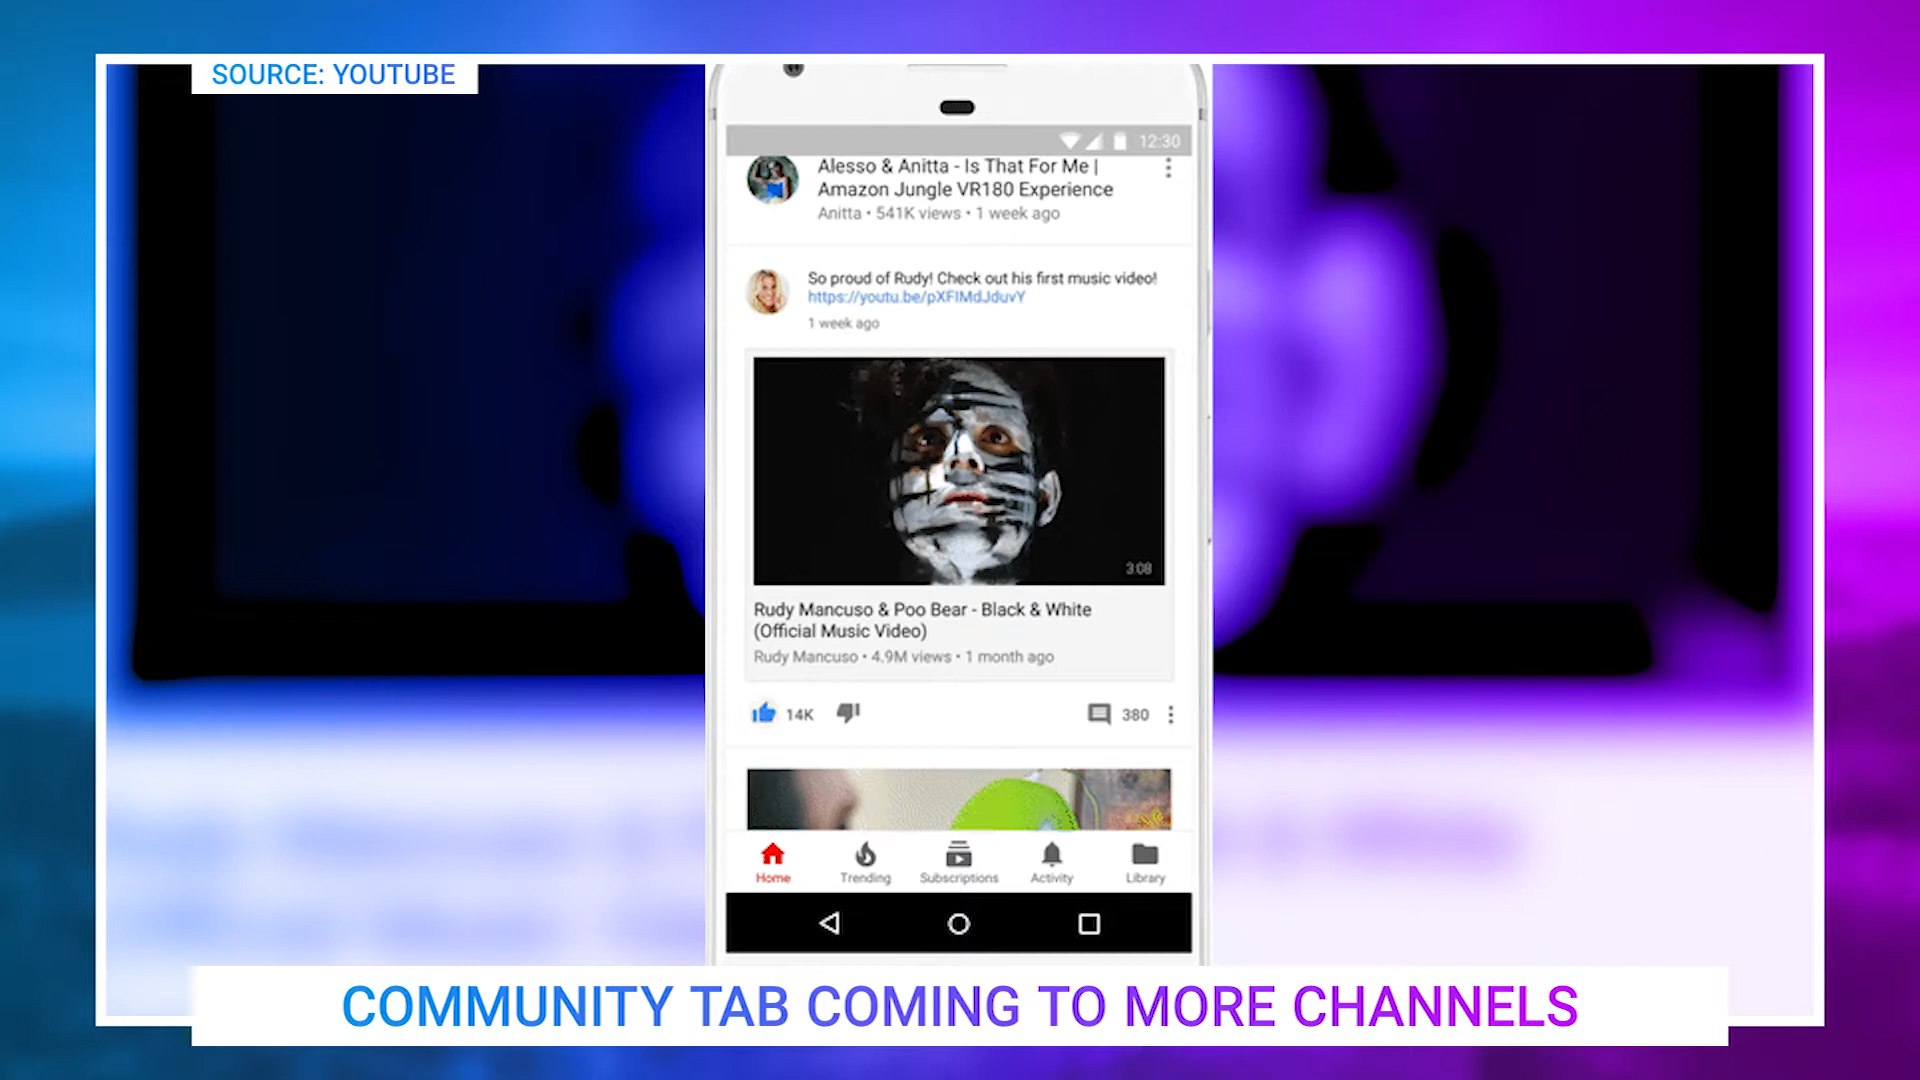 SOURCE: YOUTUBE
12:30
Alesso & Anitta - Is That For Me |
Amazon Jungle VR180 Experience
Anitta • 541K views • 1 week ago
So proud of Rudy! Check out his first music video!
https://youtu.be/pXFIMdJduvY
1 week ago
3:08
Rudy Mancuso & Poo Bear - Black & White
(Official Music Video)
Rudy Mancuso • 4.9M views • 1 month ago
14K
380
Home
Trending
Subscriptions
Activity
Library
COMMUNITY TAB COMING TO MORE CHANNELS